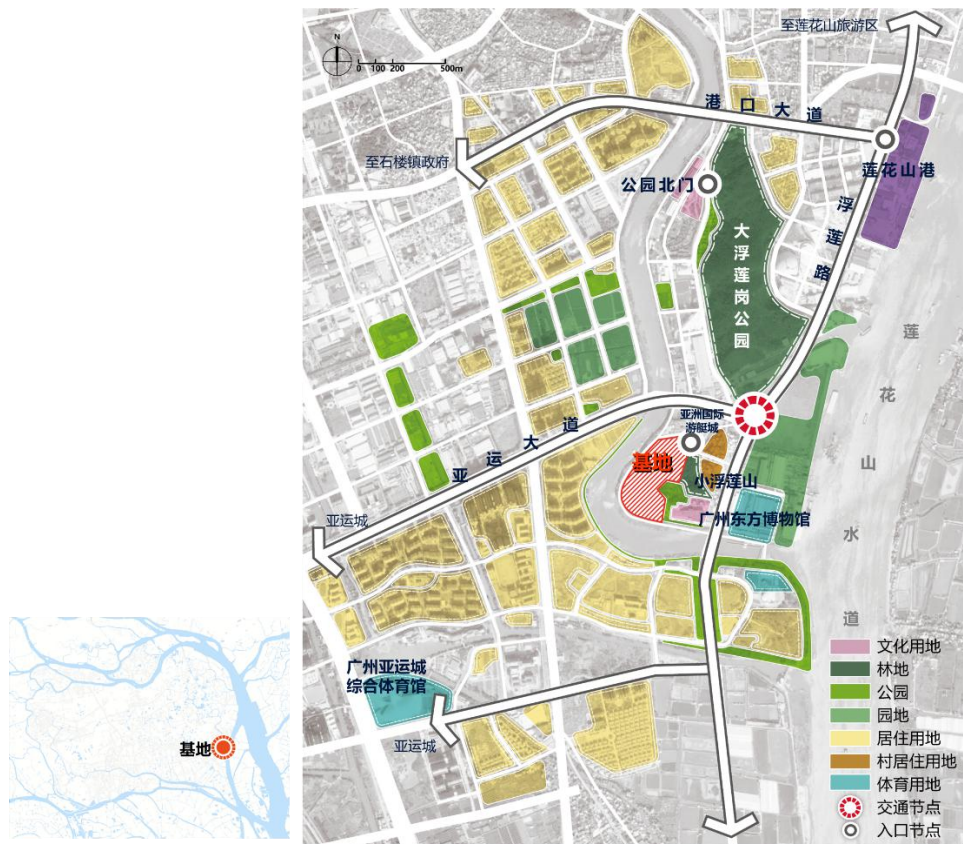 至莲花山旅游区
N
0 100 200 500m
港口大道
至石楼镇政府
莲花山港
公园北门
浮莲路
大浮莲岗公园
莲花山水道
亚洲国际
游艇城
亚运大道
基地
小浮莲山
广州东方博物馆
亚运城
广州亚运城
综合体育馆
亚运城
基地
文化用地
林地
公园
园地
居住用地
村居住用地
体育用地
交通节点
入口节点